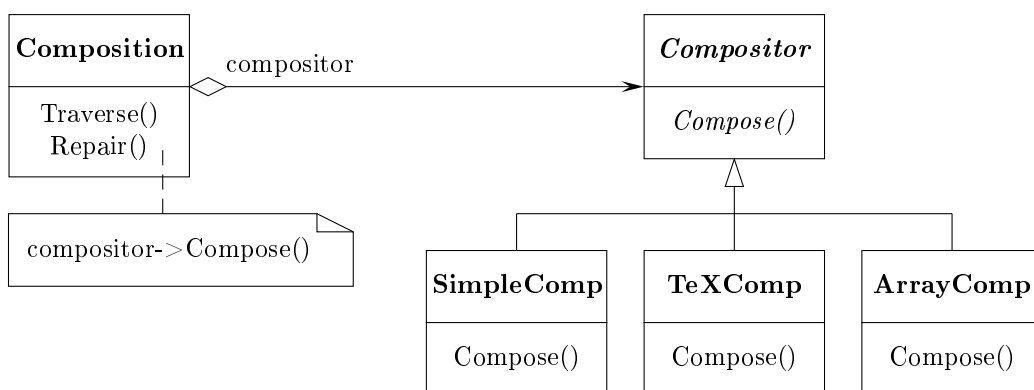 Composition
Traverse()
Repair()
compositor
Compositor
Compose()
compositor->Compose()
SimpleComp
Compose()
TeXComp
Compose()
ArrayComp
Compose()